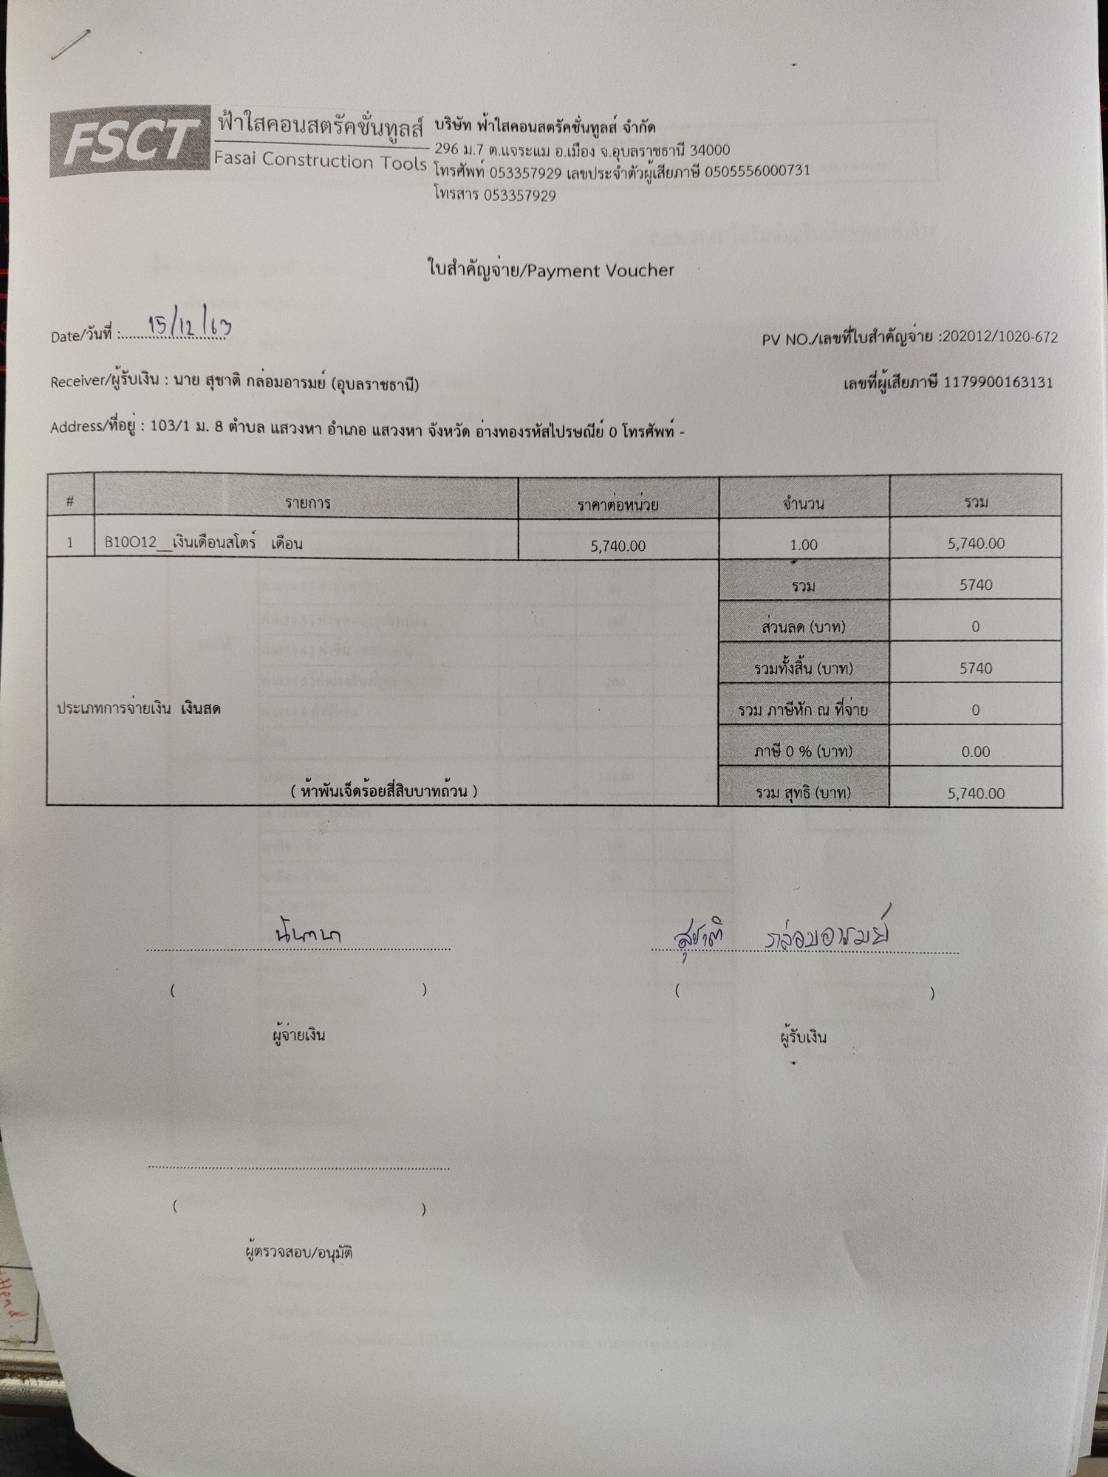 FSCT ฟ้าใสคอนสตรัคชั่นทูลส์
Fasai Construction Tools
บริษัท ฟ้าใสคอนสตรัคชั่นทูลส์ จำกัด
296 ม.7 ต.แจระแม อ.เมือง จ.อุบลราชธานี 34000
โทรศัพท์ 053357929 เลขประจำตัวผู้เสียภาษี 0505556000731
โทรสาร 053357929
ใบสำคัญจ่าย/Payment Voucher
Date/วันที่ : 15/12/63
PV NO./เลขที่ใบสำคัญจ่าย :202012/1020-672
Receiver/ผู้รับเงิน : นาย สุชาติ กล่อมอารมย์ (อุบลราชธานี) เลขที่ผู้เสียภาษี 1179900163131
Address/ที่อยู่ : 103/1 ม. 8 ตำบล แสวงหา อำเภอ แสวงหา จังหวัด อ่างทองรหัสไปรษณีย์ 0 โทรศัพท์ -
# รายการ ราคาต่อหน่วย จำนวน รวม
1 B10O12__เงินเดือนสโตร์ เดือน 5,740.00 1.00 5,740.00
รวม 5740
ส่วนลด (บาท) 0
รวมทั้งสิ้น (บาท) 5740
ประเภทการจ่ายเงิน เงินสด รวม ภาษีหัก ณ ที่จ่าย 0
ภาษี 0 % (บาท) 0.00
( ห้าพันเจ็ดร้อยสี่สิบบาทถ้วน ) รวม สุทธิ (บาท) 5,740.00
สุชาติ กล่อมอารมย์
( ) ( )
ผู้จ่ายเงิน ผู้รับเงิน
( )
ผู้ตรวจสอบ/อนุมัติ